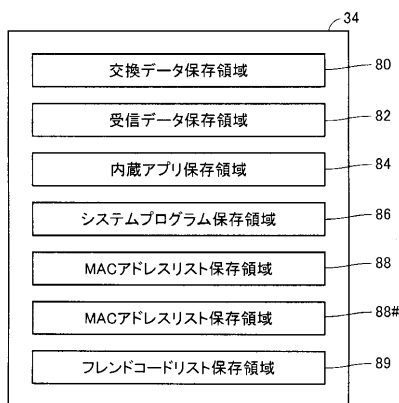 34
交換データ保存領域 80
受信データ保存領域 82
内蔵アプリ保存領域 84
システムプログラム保存領域 86
MACアドレスリスト保存領域 88
MACアドレスリスト保存領域 88#
フレンドコードリスト保存領域 89